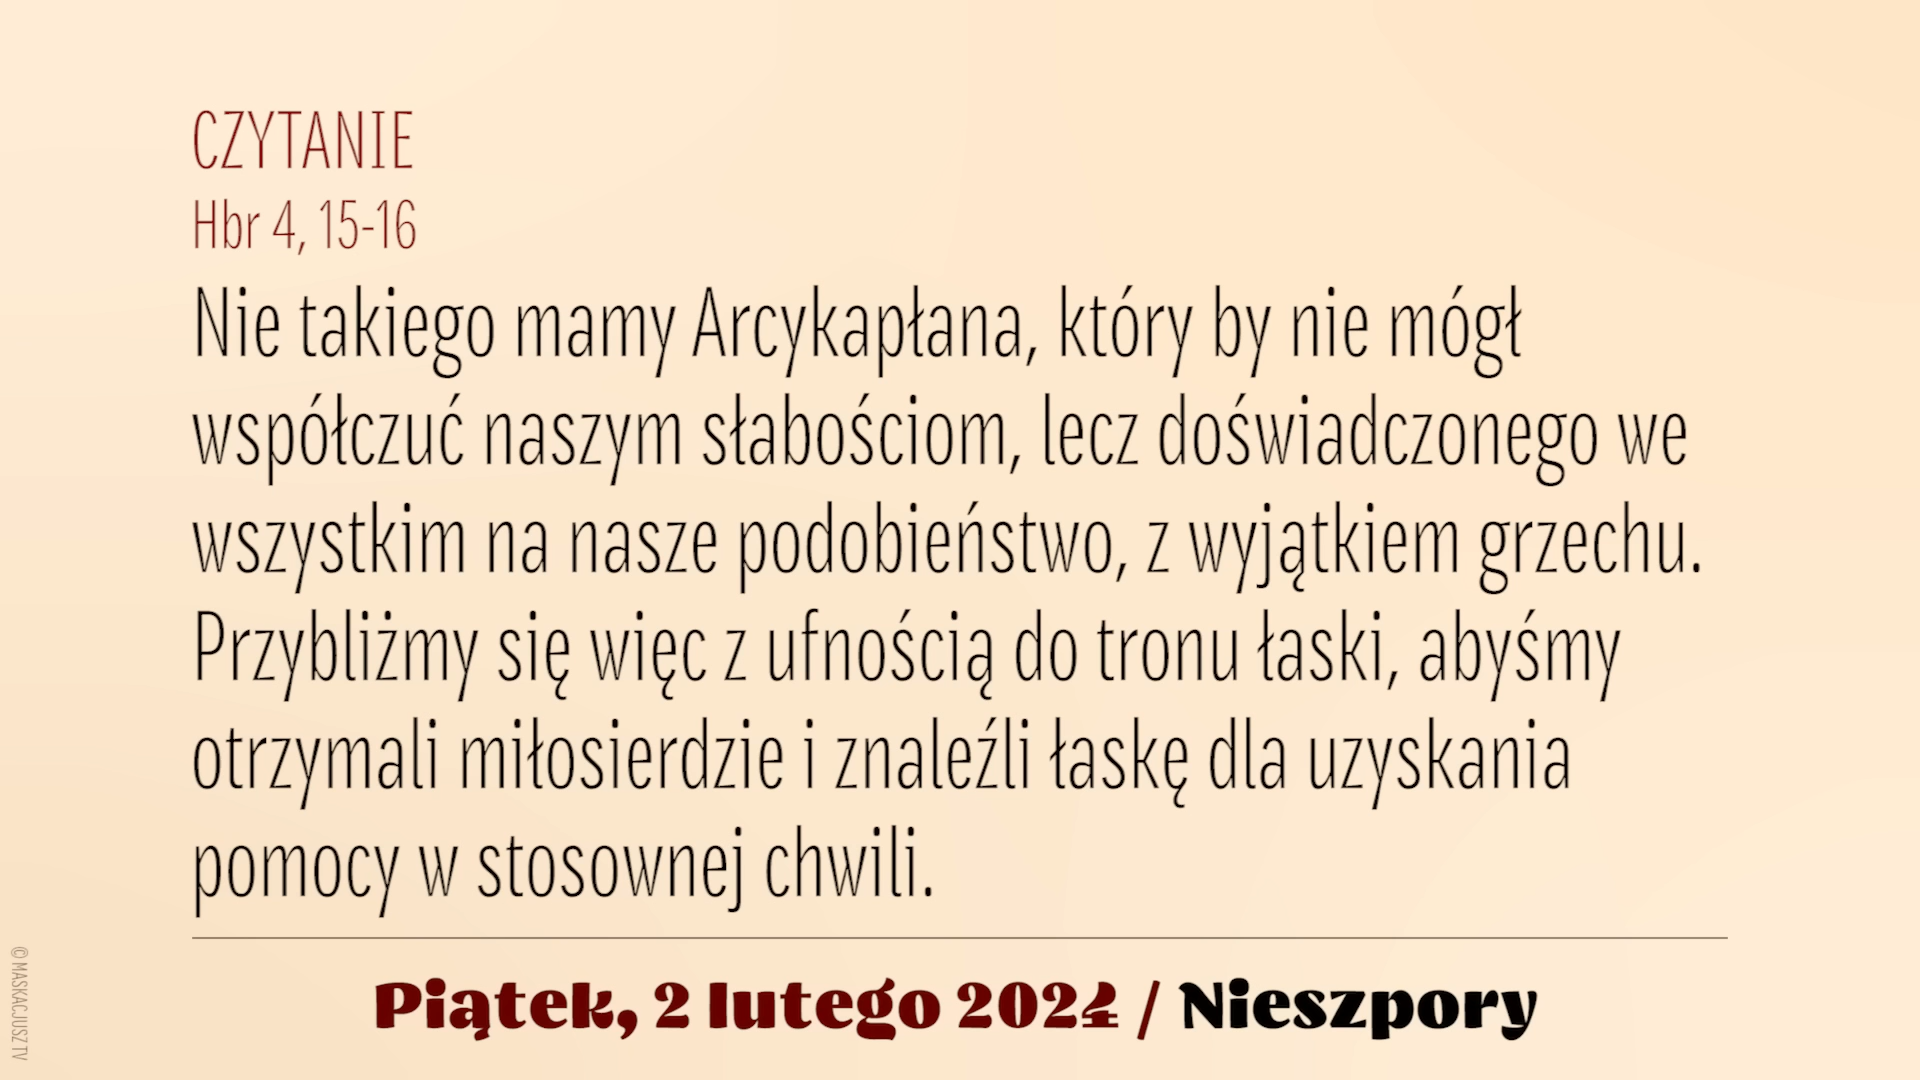 CZYTANIE
Hbr 4, 15-16
Nie takiego mamy Arcykapłana, który by nie mógł
współczuć naszym słabościom, lecz doświadczonego we
wszystkim na nasze podobieństwo, z wyjątkiem grzechu.
Przybliżmy się więc z ufnością do tronu łaski, abyśmy
otrzymali miłosierdzie i znaleźli łaskę dla uzyskania
pomocy w stosownej chwili.
Piątek, 2 lutego 2024 / Nieszpory
© MASKACJUSZ TV